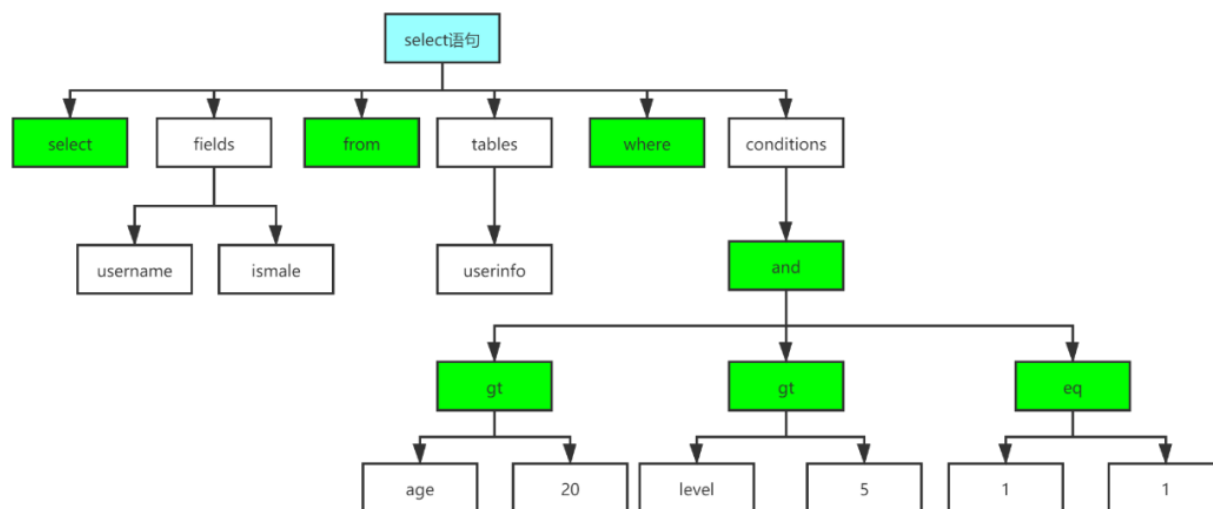 select语句
select
fields
from
tables
where
conditions
username
ismale
userinfo
and
gt
gt
eq
age
20
level
5
1
1